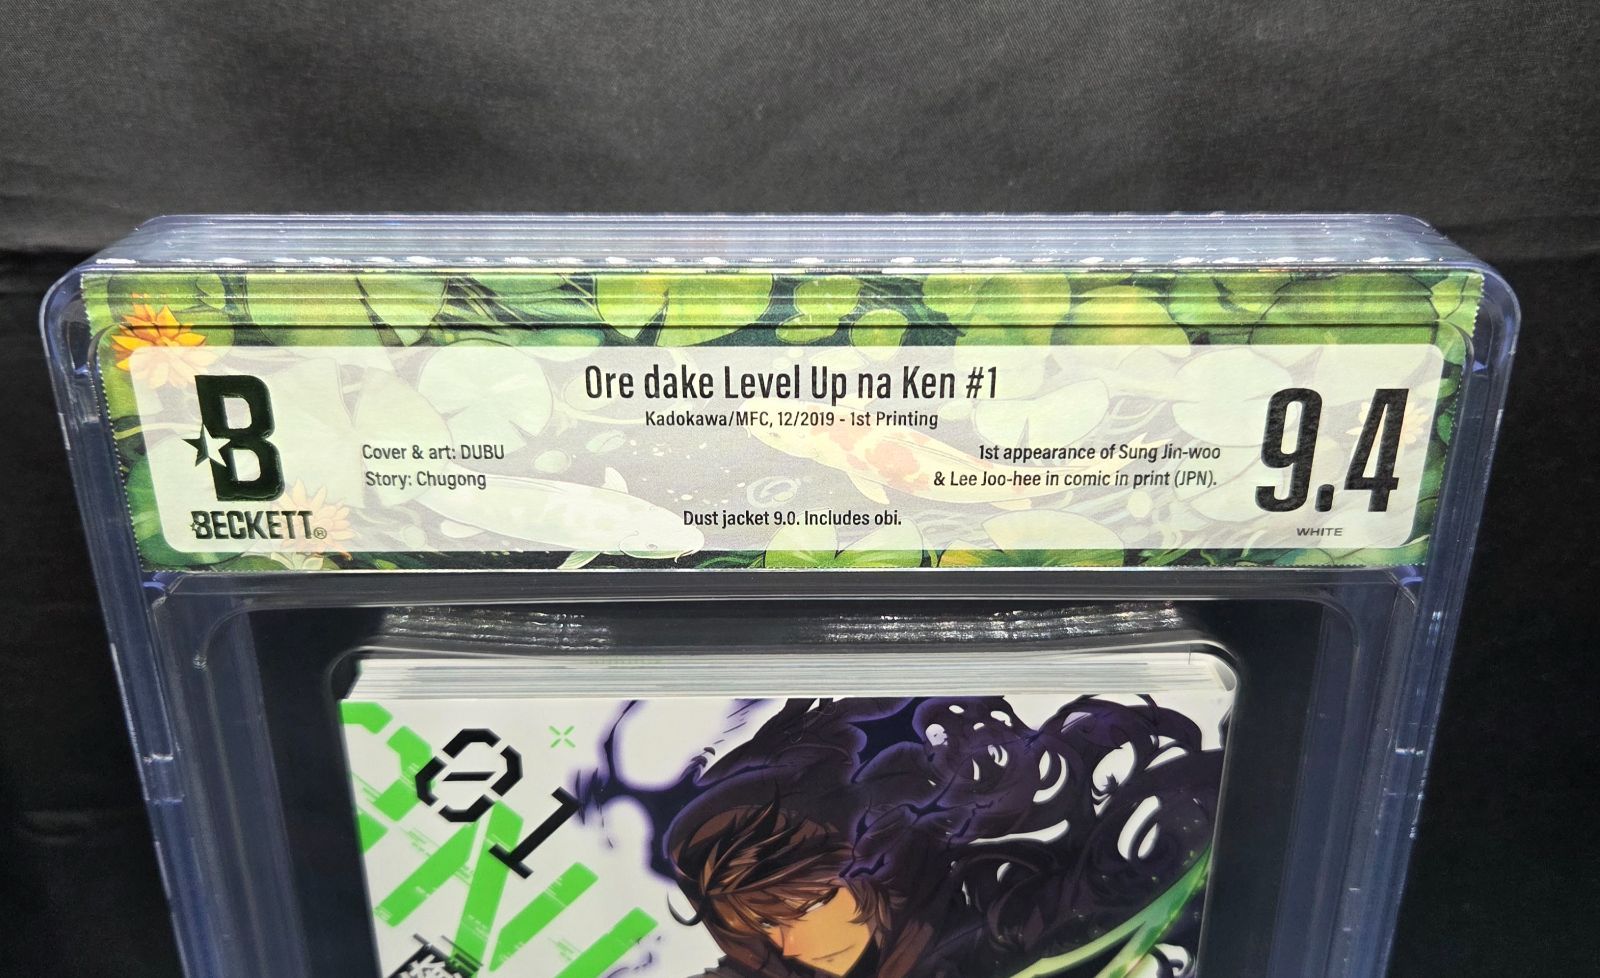 Ore dake Level Up na Ken #1
Kadokawa/MFC, 12/2019 - 1st Printing
Cover & art: DUBU
Story: Chugong
1st appearance of Sung Jin-woo
& Lee Joo-hee in comic in print (JPN).
Dust jacket 9.0. Includes obi.
B
BECKETT®
9.4
WHITE
01